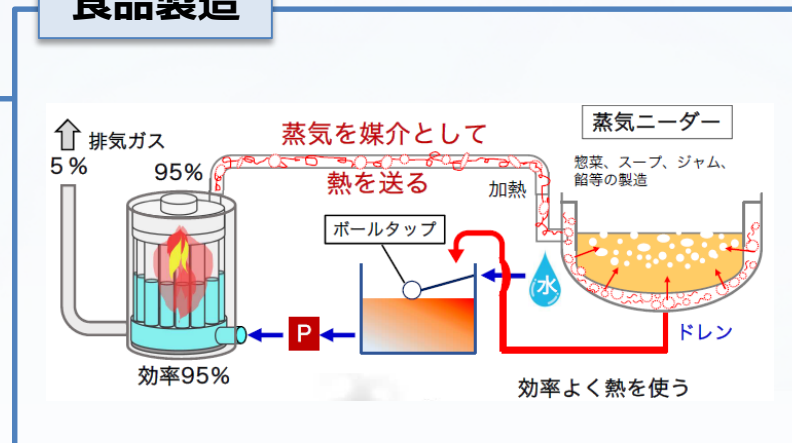 食品製造
排気ガス
5％
95%
蒸気を媒介として
熱を送る
蒸気ニーダー
惣菜、スープ、ジャム、
餡等の製造
加熱
ボールタップ
水
P
ドレン
効率95%
効率よく熱を使う